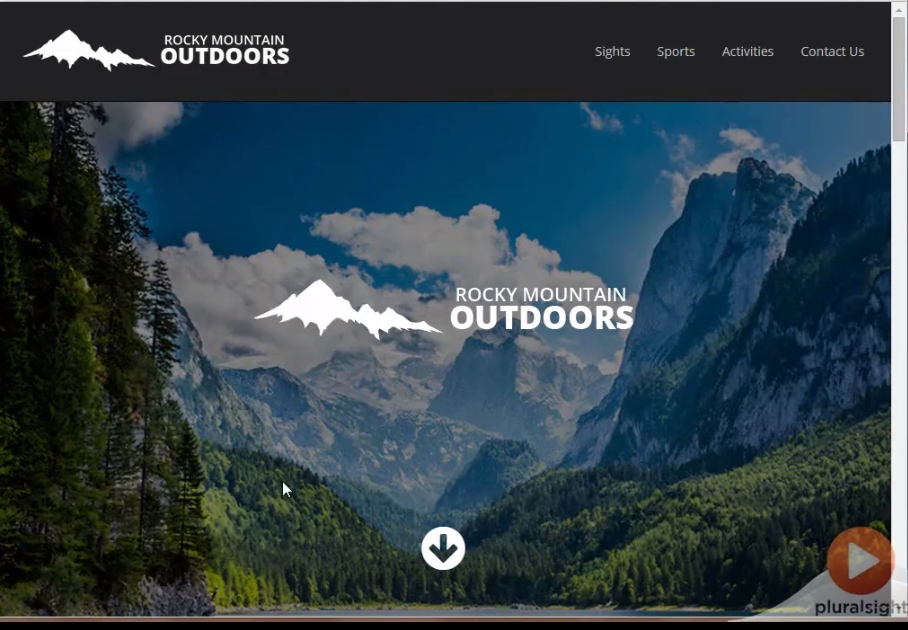 ROCKY MOUNTAIN
OUTDOORS
Sights Sports Activities Contact Us
ROCKY MOUNTAIN
OUTDOORS
pluralsight